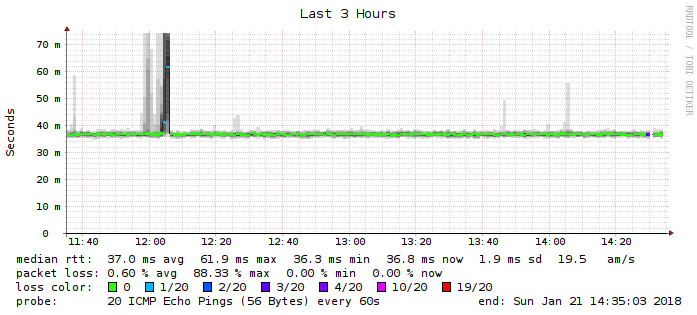 Last 3 Hours
RRDTOOL / TOBI OETIKER
Seconds
70 m
60 m
50 m
40 m
30 m
20 m
10 m
0
11:40 12:00 12:20 12:40 13:00 13:20 13:40 14:00 14:20
median rtt: 37.0 ms avg 61.9 ms max 36.3 ms min 36.8 ms now 1.9 ms sd 19.5 am/s
packet loss: 0.60 % avg 88.33 % max 0.00 % min 0.00 % now
loss color: 0 1/20 2/20 3/20 4/20 10/20 19/20
probe: 20 ICMP Echo Pings (56 Bytes) every 60s end: Sun Jan 21 14:35:03 2018